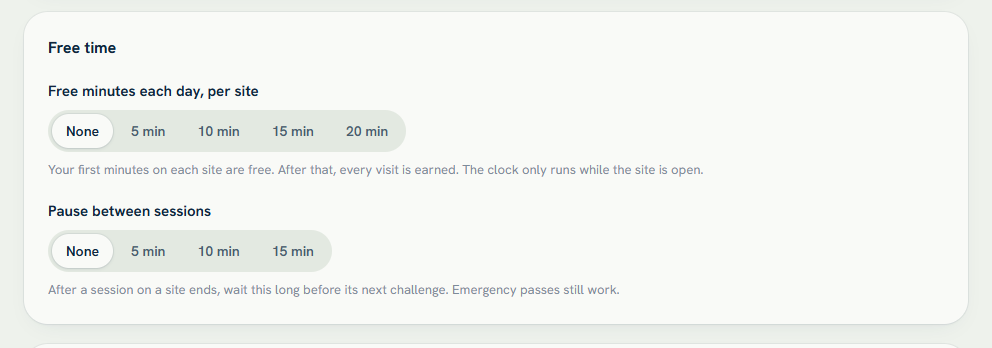 Free time
Free minutes each day, per site
None 5 min 10 min 15 min 20 min
Your first minutes on each site are free. After that, every visit is earned. The clock only runs while the site is open.
Pause between sessions
None 5 min 10 min 15 min
After a session on a site ends, wait this long before its next challenge. Emergency passes still work.